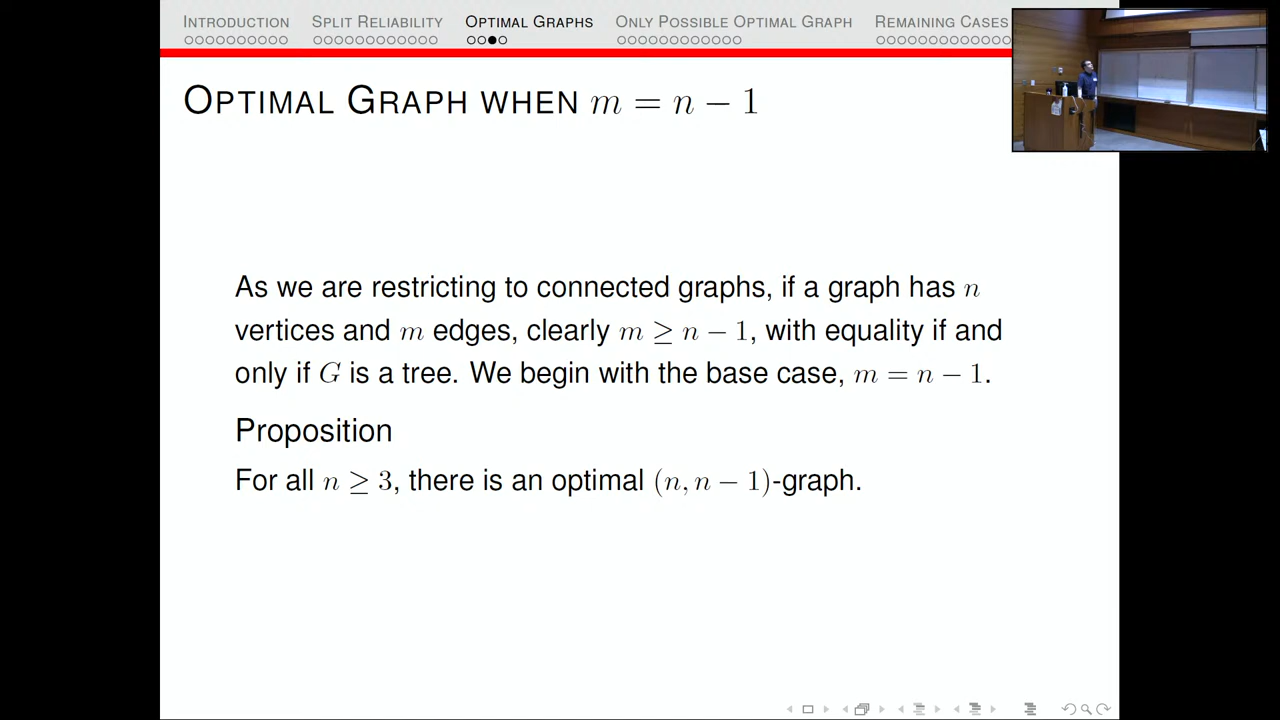 INTRODUCTION SPLIT RELIABILITY OPTIMAL GRAPHS ONLY POSSIBLE OPTIMAL GRAPH REMAINING CASES
OPTIMAL GRAPH WHEN m = n − 1
As we are restricting to connected graphs, if a graph has n
vertices and m edges, clearly m ≥ n − 1, with equality if and
only if G is a tree. We begin with the base case, m = n − 1.
Proposition
For all n ≥ 3, there is an optimal (n, n − 1)-graph.